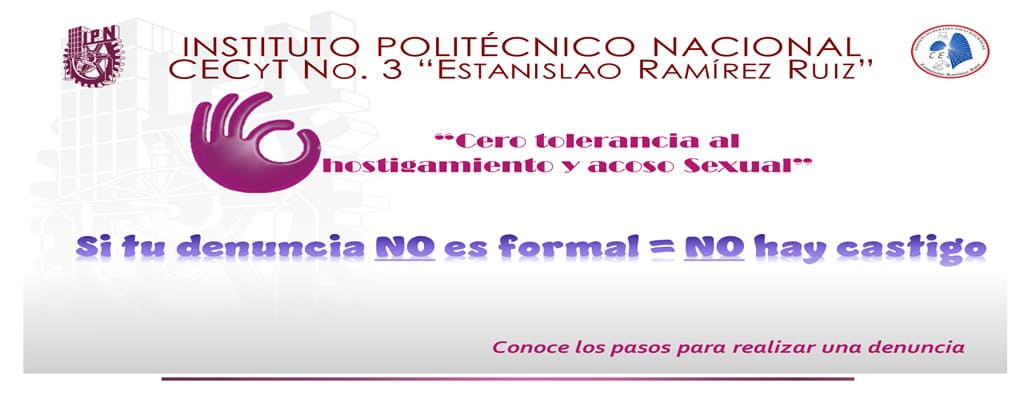 IPN
INSTITUTO POLITÉCNICO NACIONAL
CECyT No. 3 “Estanislao Ramírez Ruiz”
“Cero tolerancia al
hostigamiento y acoso Sexual”
Si tu denuncia NO es formal = NO hay castigo
Conoce los pasos para realizar una denuncia